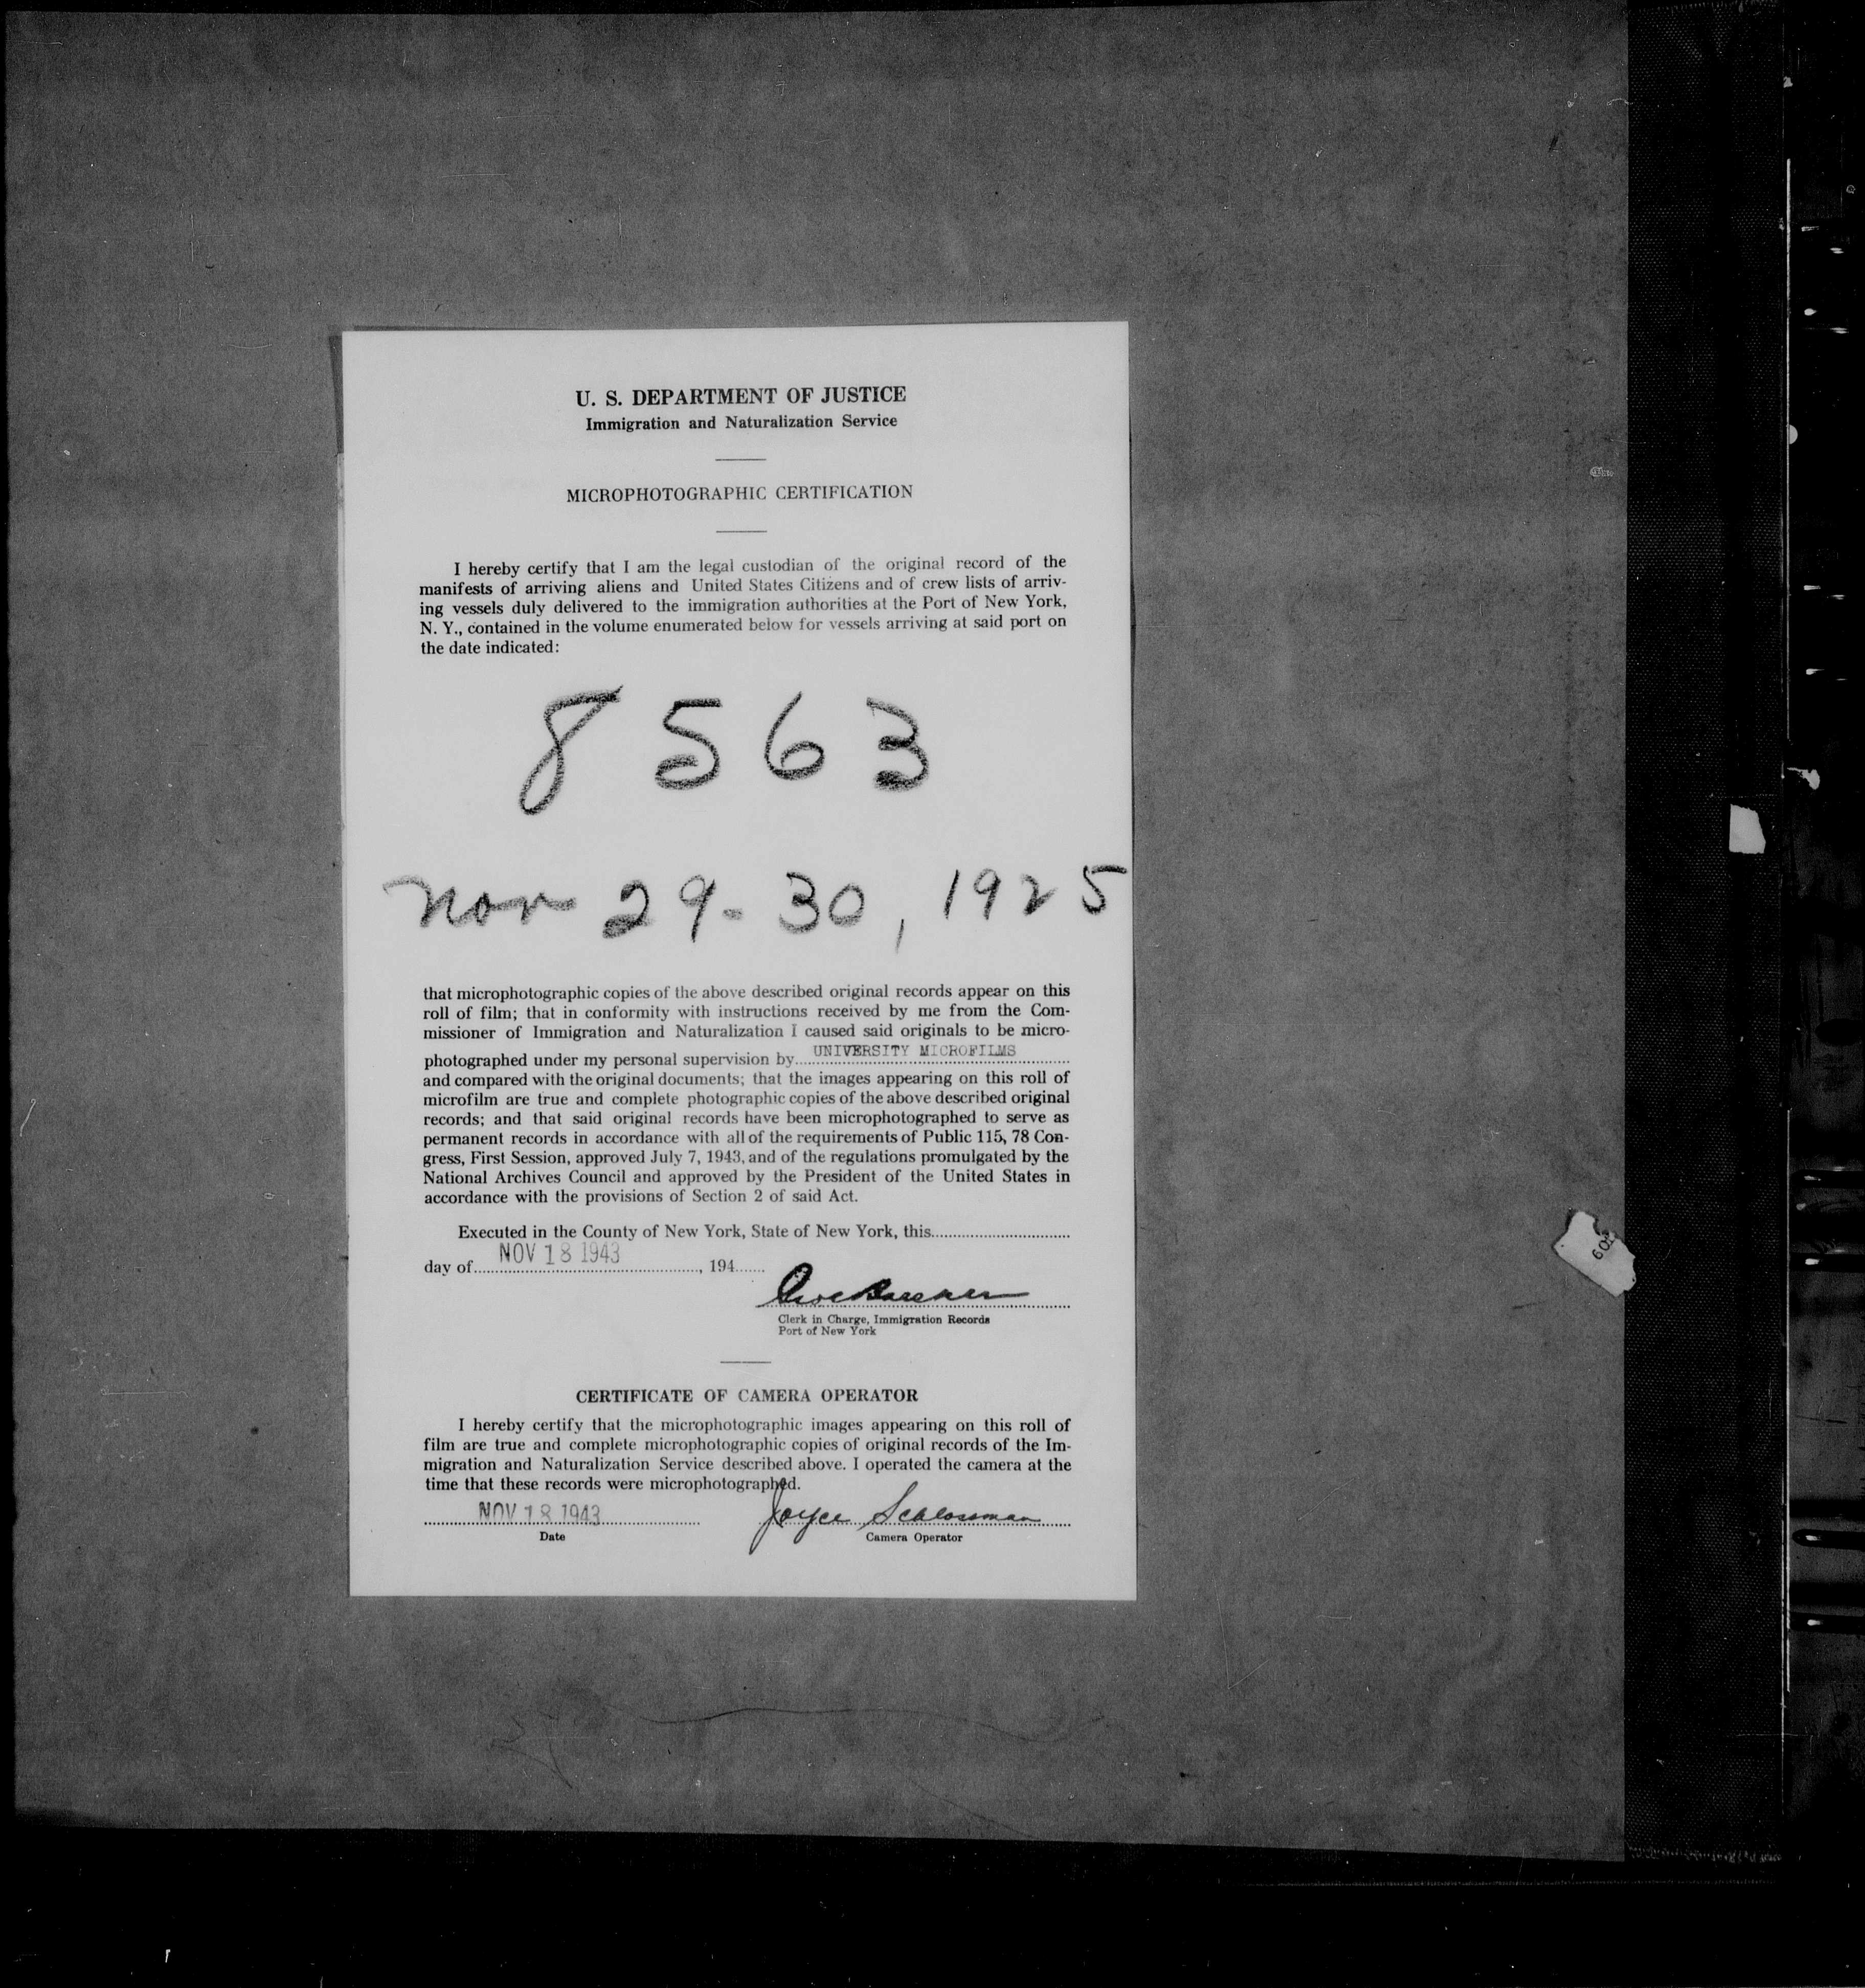 U. S. DEPARTMENT OF JUSTICE
Immigration and Naturalization Service
MICROPHOTOGRAPHIC CERTIFICATION
I hereby certify that I am the legal custodian of the original record of the
manifests of arriving aliens and United States Citizens and of crew lists of arriv-
ing vessels duly delivered to the immigration authorities at the Port of New York,
N. Y., contained in the volume enumerated below for vessels arriving at said port on
the date indicated:
8 5 6 3
Nov 29-30, 1925
that microphotographic copies of the above described original records appear on this
roll of film; that in conformity with instructions received by me from the Com-
missioner of Immigration and Naturalization I caused said originals to be micro-
photographed under my personal supervision by UNIVERSITY MICROFILMS
and compared with the original documents; that the images appearing on this roll of
microfilm are true and complete photographic copies of the above described original
records; and that said original records have been microphotographed to serve as
permanent records in accordance with all of the requirements of Public 115, 78 Con-
gress, First Session, approved July 7, 1943, and of the regulations promulgated by the
National Archives Council and approved by the President of the United States in
accordance with the provisions of Section 2 of said Act.
Executed in the County of New York, State of New York, this
day of NOV 18 1943, 194
Clerk in Charge, Immigration Records
Port of New York
CERTIFICATE OF CAMERA OPERATOR
I hereby certify that the microphotographic images appearing on this roll of
film are true and complete microphotographic copies of original records of the Im-
migration and Naturalization Service described above. I operated the camera at the
time that these records were microphotographed.
NOV 18 1943 Joyce Schlossman
Date Camera Operator